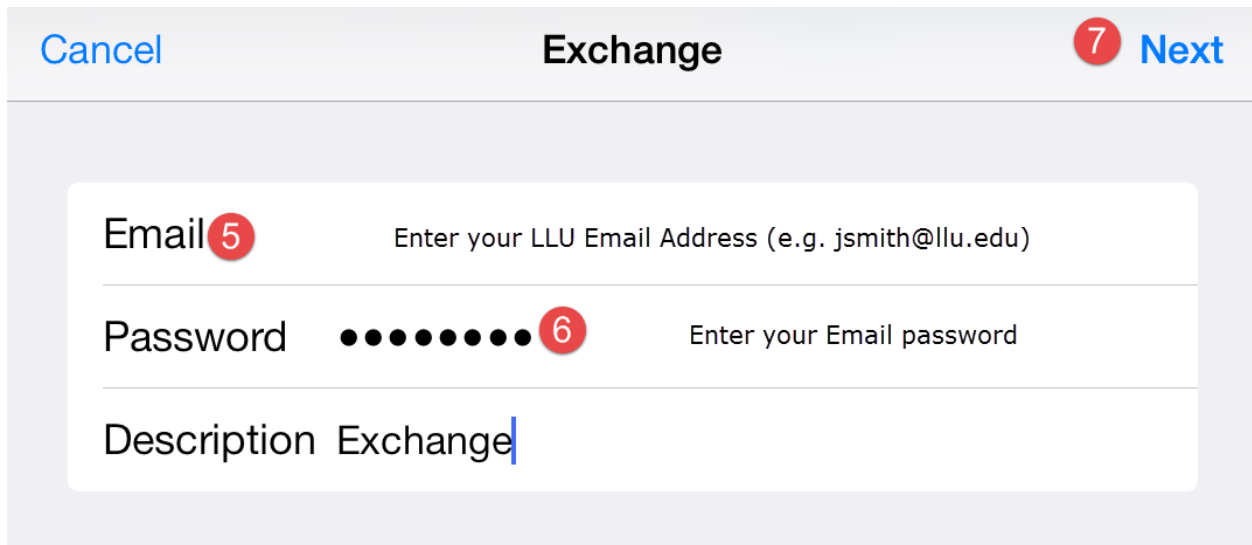 Cancel Exchange 7 Next
Email 5 Enter your LLU Email Address (e.g. jsmith@llu.edu)
Password ●●●●●●●● 6 Enter your Email password
Description Exchange